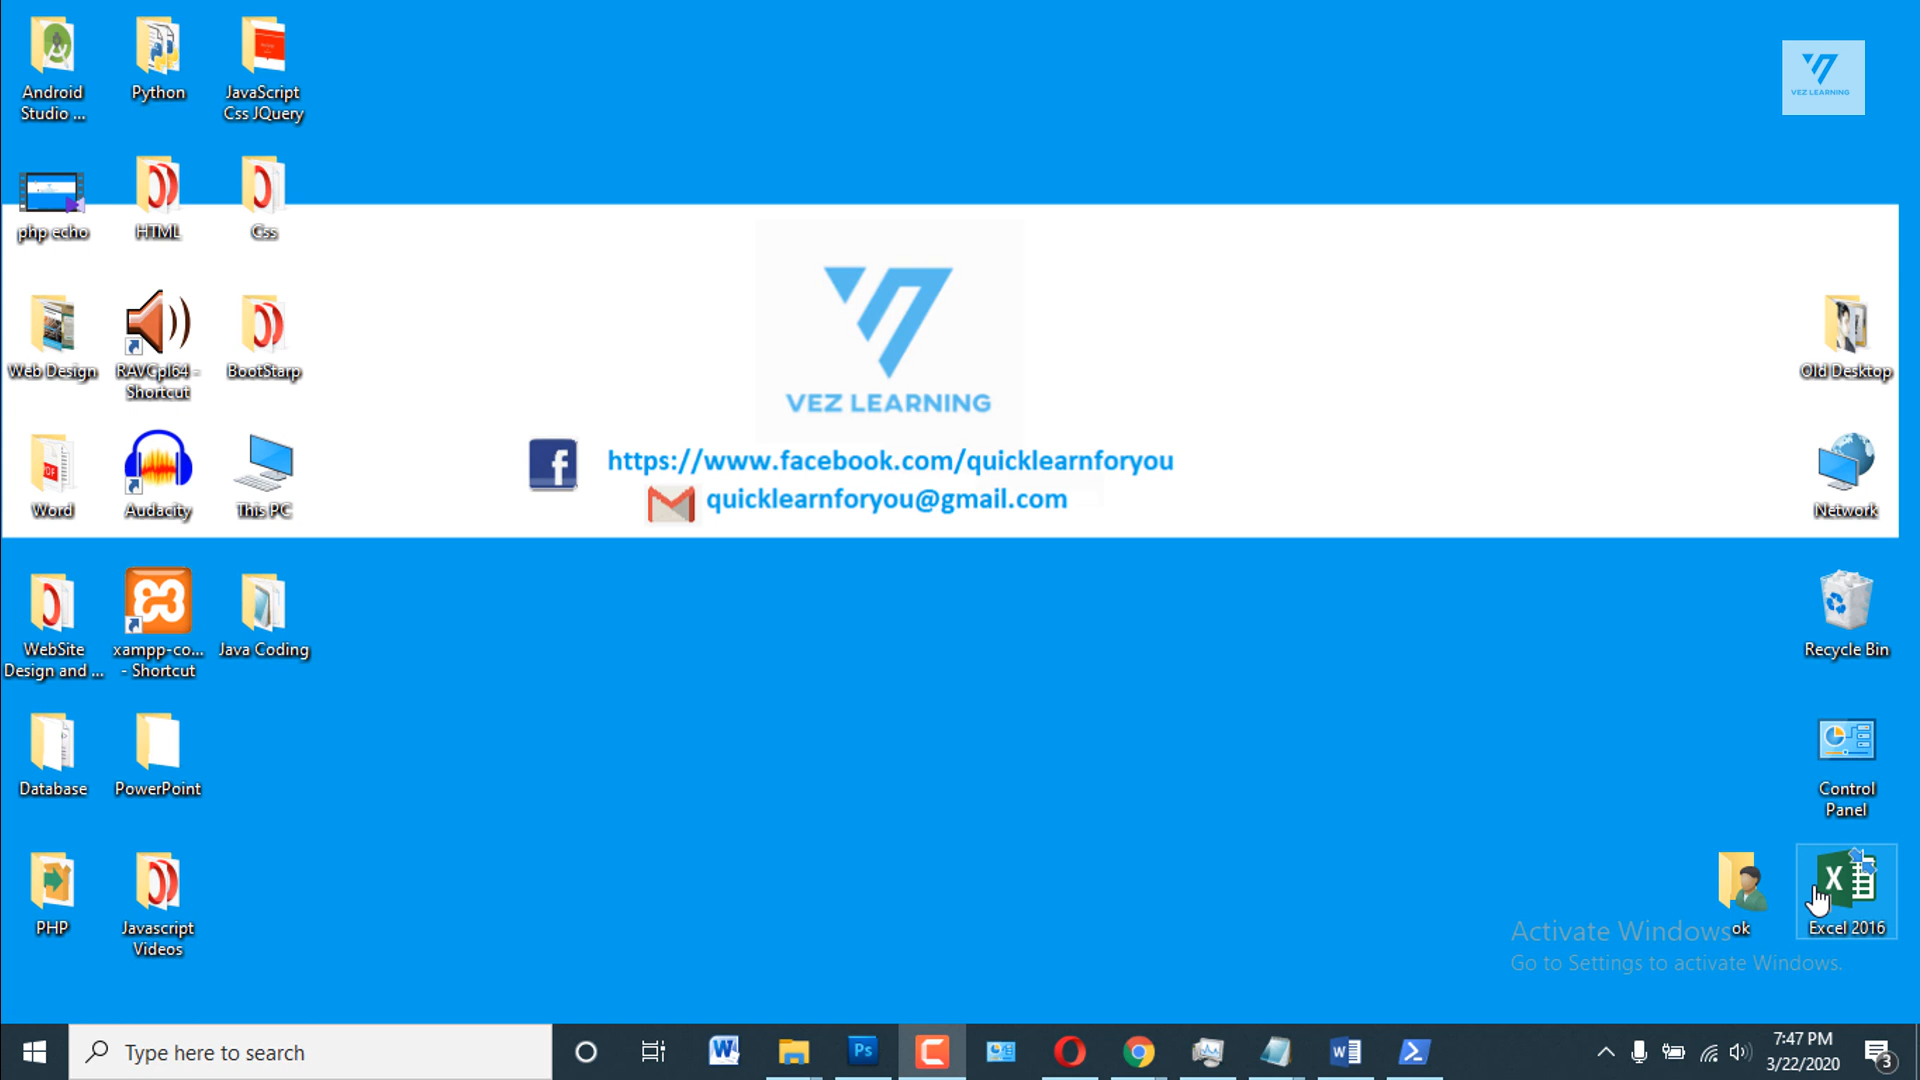 Android
Studio ...
Python
JavaScript
Css JQuery
VEZ LEARNING
php echo
HTML
Css
Web Design
RAVCpl64 -
Shortcut
BootStarp
VEZ LEARNING
Old Desktop
https://www.facebook.com/quicklearnforyou
quicklearnforyou@gmail.com
PDF
Word
Audacity
This PC
Network
WebSite
Design and ...
xampp-co...
- Shortcut
Java Coding
Recycle Bin
Database
PowerPoint
Control
Panel
PHP
Javascript
Videos
ok
Excel 2016
Activate Windows
Go to Settings to activate Windows.
Type here to search
Ps
7:47 PM
3/22/2020
3